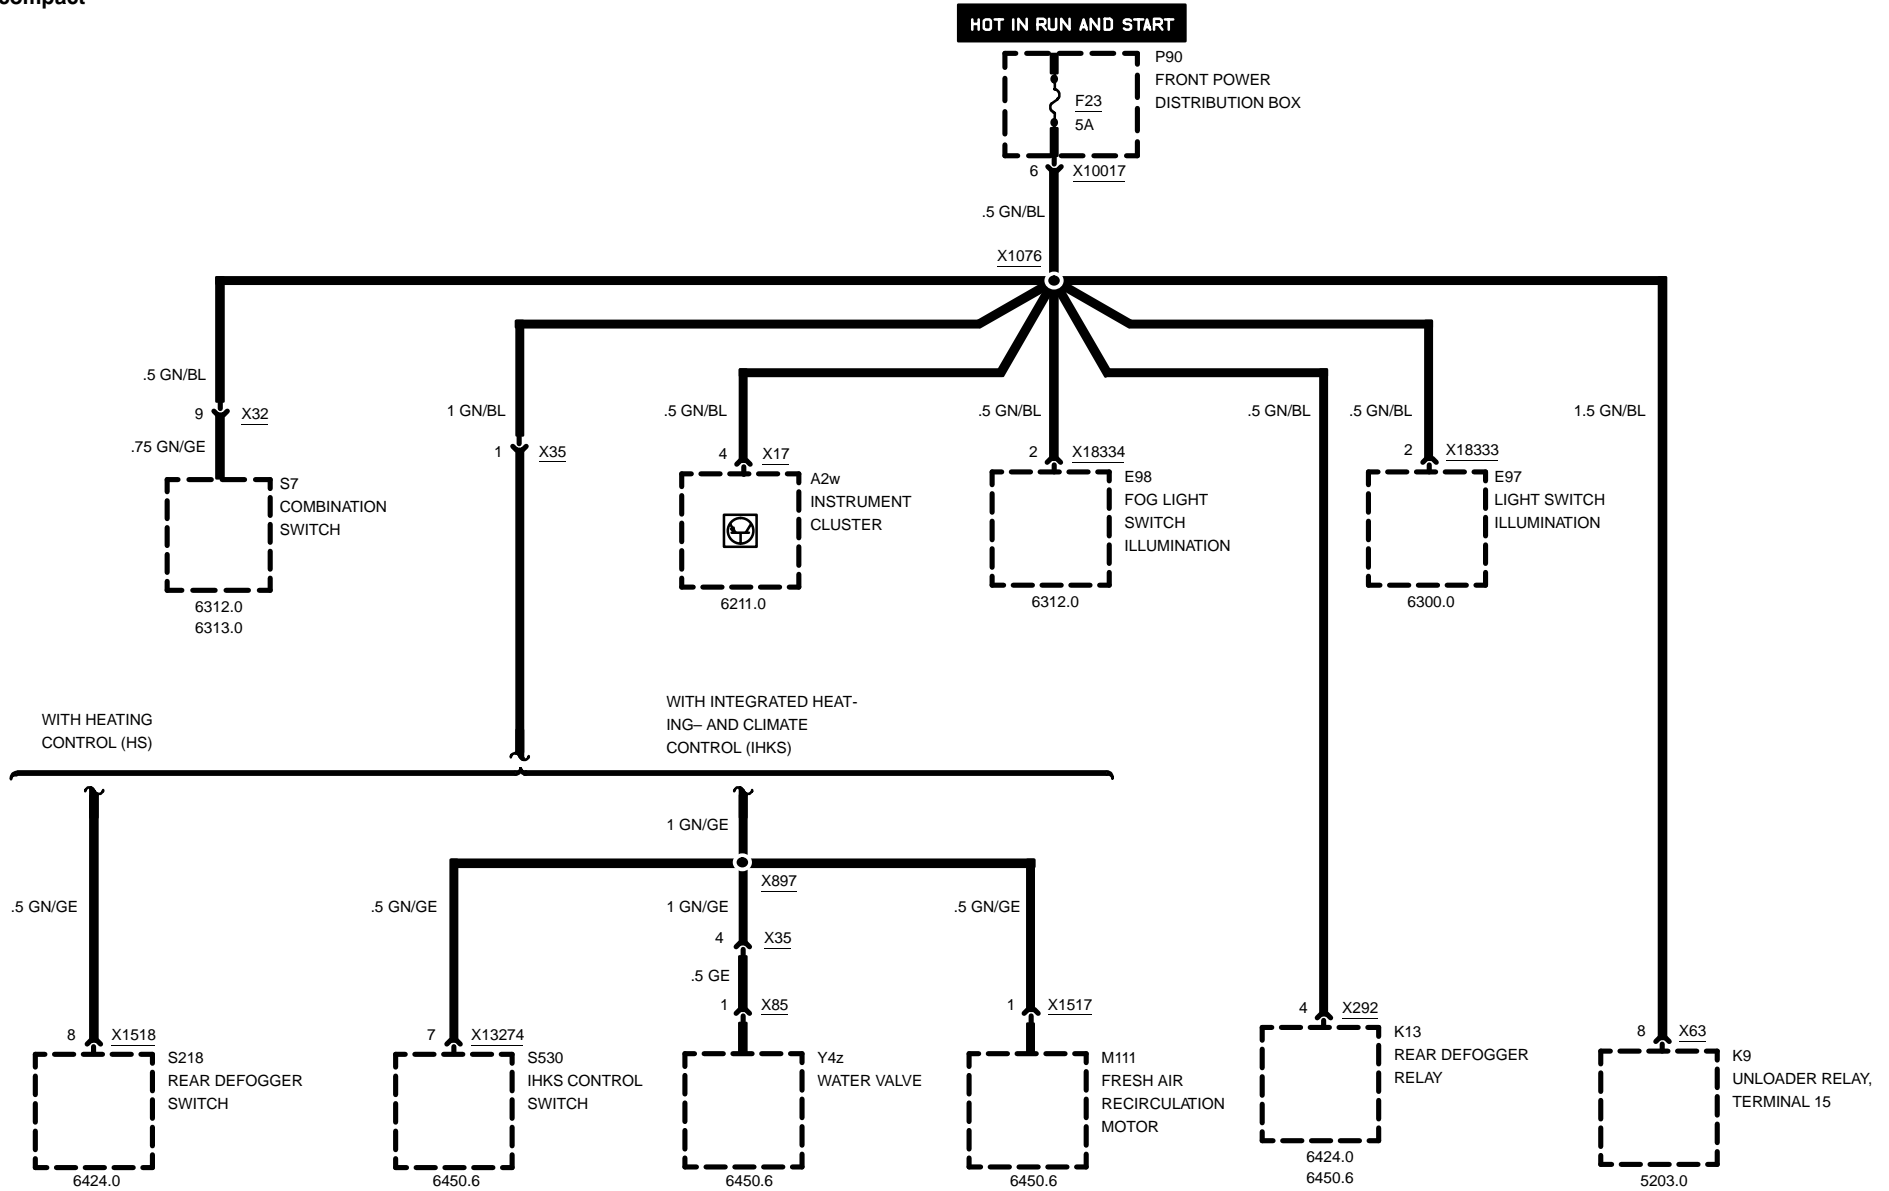 compact
HOT IN RUN AND START
P90
FRONT POWER
DISTRIBUTION BOX
F23
5A
6 X10017
.5 GN/BL
X1076
.5 GN/BL
9 X32
.75 GN/GE
S7
COMBINATION
SWITCH
6312.0
6313.0
1 GN/BL
1 X35
.5 GN/BL
4 X17
A2w
INSTRUMENT
CLUSTER
6211.0
.5 GN/BL
2 X18334
E98
FOG LIGHT
SWITCH
ILLUMINATION
6312.0
.5 GN/BL
.5 GN/BL
2 X18333
E97
LIGHT SWITCH
ILLUMINATION
6300.0
1.5 GN/BL
WITH HEATING
CONTROL (HS)
WITH INTEGRATED HEAT-
ING– AND CLIMATE
CONTROL (IHKS)
1 GN/GE
X897
.5 GN/GE
8 X1518
S218
REAR DEFOGGER
SWITCH
6424.0
.5 GN/GE
7 X13274
S530
IHKS CONTROL
SWITCH
6450.6
1 GN/GE
4 X35
.5 GE
1 X85
Y4z
WATER VALVE
6450.6
.5 GN/GE
1 X1517
M111
FRESH AIR
RECIRCULATION
MOTOR
6450.6
4 X292
K13
REAR DEFOGGER
RELAY
6424.0
6450.6
8 X63
K9
UNLOADER RELAY,
TERMINAL 15
5203.0